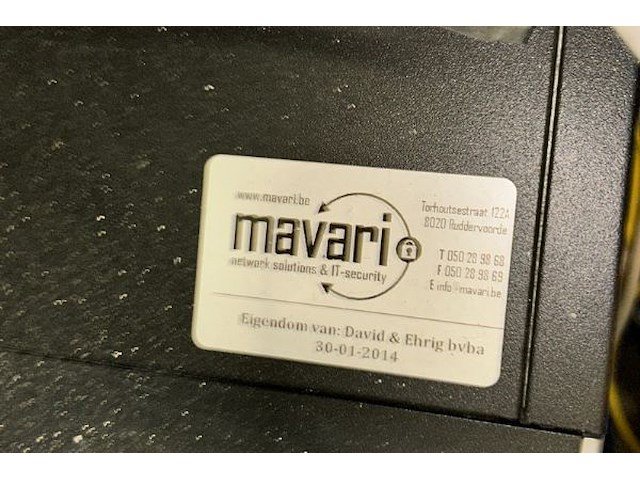 www.mavari.be
mavari
network solutions & IT-security
Torhoutsestraat 122A
8020 Ruddervoorde
T 050 28 98 68
F 050 28 98 69
E info@mavari.be
Eigendom van: David & Ehrig bvba
30-01-2014